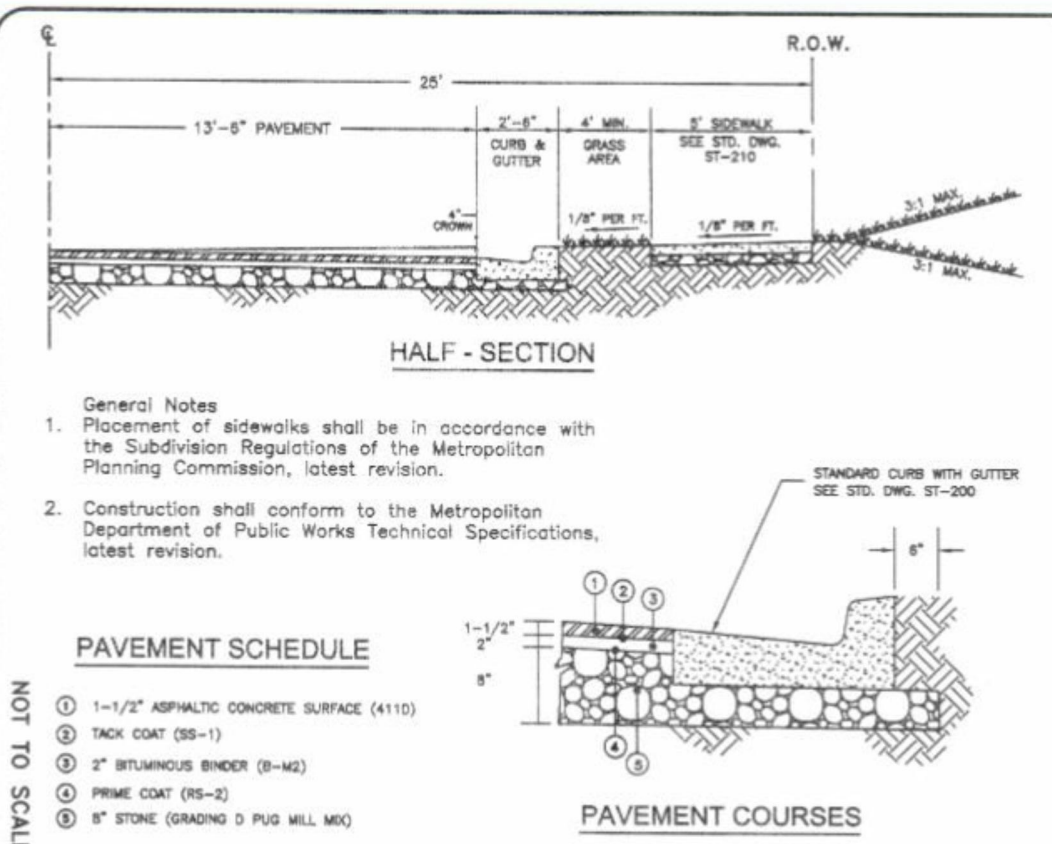 ℄
R.O.W.
25'
13'-6" PAVEMENT
2'-6"
CURB &
GUTTER
4' MIN.
GRASS
AREA
5' SIDEWALK
SEE STD. DWG.
ST-210
4"
CROWN
1/8" PER FT.
1/8" PER FT.
3:1 MAX.
3:1 MAX.
HALF - SECTION
General Notes
1. Placement of sidewalks shall be in accordance with
the Subdivision Regulations of the Metropolitan
Planning Commission, latest revision.
2. Construction shall conform to the Metropolitan
Department of Public Works Technical Specifications,
latest revision.
STANDARD CURB WITH GUTTER
SEE STD. DWG. ST-200
6"
1
2
3
1-1/2"
2"
8"
4
5
PAVEMENT COURSES
PAVEMENT SCHEDULE
1 1-1/2" ASPHALTIC CONCRETE SURFACE (411D)
2 TACK COAT (SS-1)
3 2" BITUMINOUS BINDER (B-M2)
4 PRIME COAT (RS-2)
5 8" STONE (GRADING D PUG MILL MIX)
NOT TO SCALE